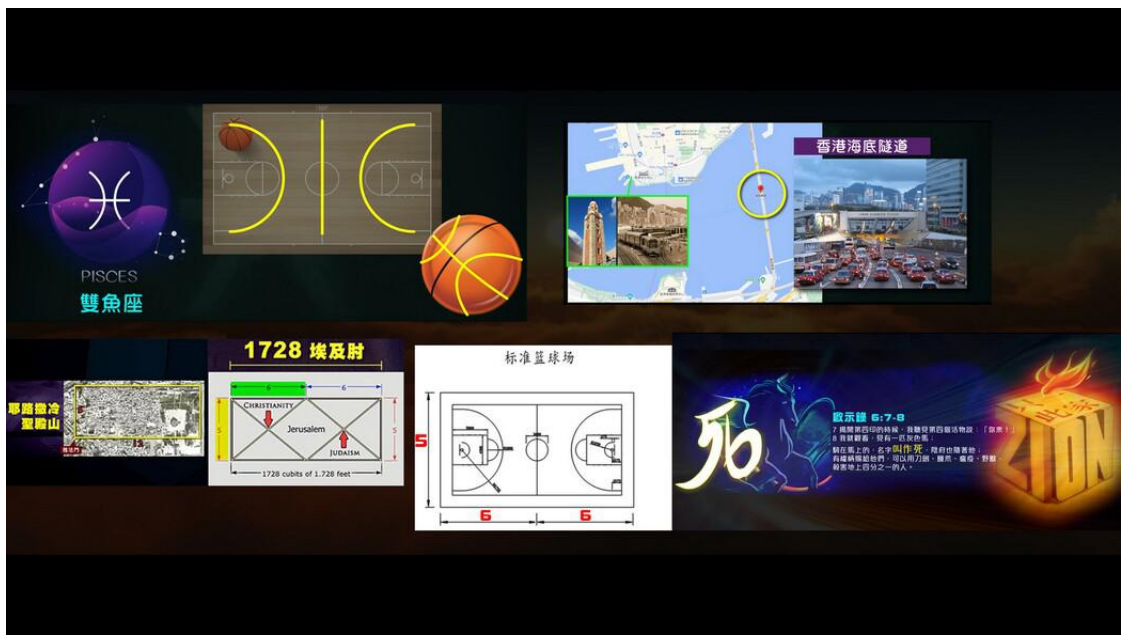 PISCES
雙魚座
香港海底隧道
耶路撒冷
聖殿山
1728 埃及肘
6
6
5
CHRISTIANITY
Jerusalem
JUDAISM
5
1728 cubits of 1.728 feet
标准篮球场
5
6
6
死
啟示錄 6:7-8
7 揭開第四印的時候，我聽見第四個活物說：「你來！」
8 我就觀看，見有一匹灰色馬；
騎在馬上的，名字叫作死，陰府也隨著他；
有權柄賜給他們，可以用刀劍、饑荒、瘟疫、野獸，
殺害地上四分之一的人。
ZION